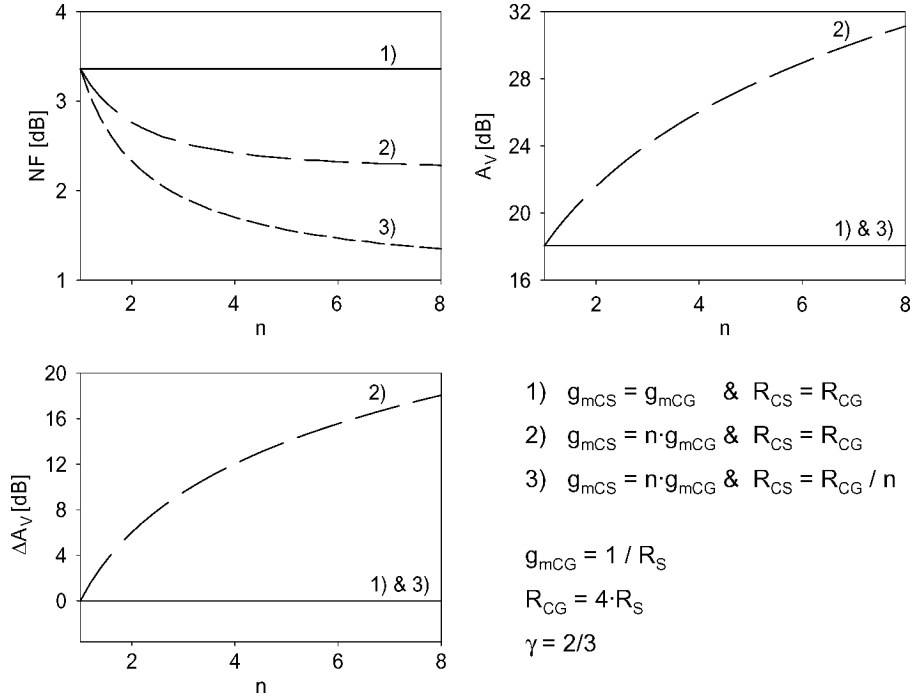 4
3
2
1
NF [dB]
1)
2)
3)
2 4 6 8
n
32
28
24
20
16
A_V [dB]
2)
1) & 3)
2 4 6 8
n
20
16
12
8
4
0
ΔA_V [dB]
2)
1) & 3)
2 4 6 8
n
1) g_mCS = g_mCG & R_CS = R_CG
2) g_mCS = n·g_mCG & R_CS = R_CG
3) g_mCS = n·g_mCG & R_CS = R_CG / n
g_mCG = 1 / R_S
R_CG = 4·R_S
γ = 2/3